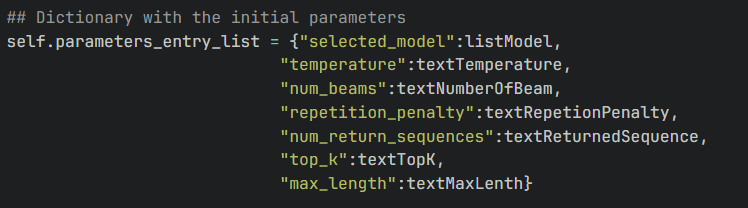 ## Dictionary with the initial parameters
self.parameters_entry_list = {"selected_model":listModel,
"temperature":textTemperature,
"num_beams":textNumberOfBeam,
"repetition_penalty":textRepetionPenalty,
"num_return_sequences":textReturnedSequence,
"top_k":textTopK,
"max_length":textMaxLenth}